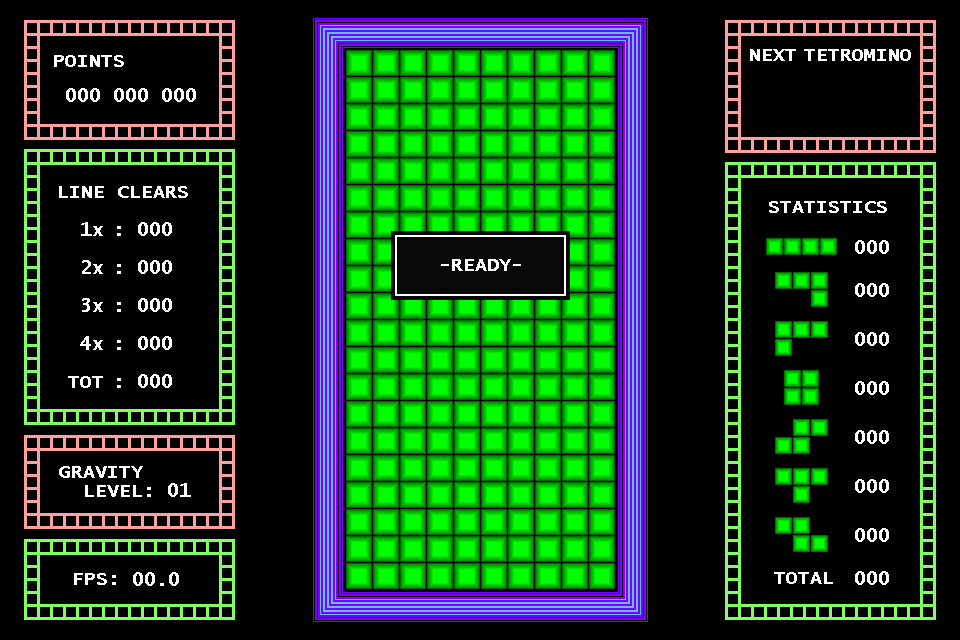 POINTS
000 000 000
LINE CLEARS
1x : 000
2x : 000
3x : 000
4x : 000
TOT : 000
GRAVITY
LEVEL: 01
FPS: 00.0
-READY-
NEXT TETROMINO
STATISTICS
000
000
000
000
000
000
000
TOTAL 000